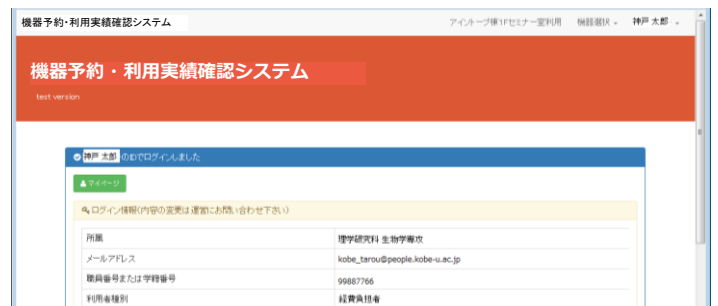 機器予約・利用実績確認システム
アイソトープ棟1Fセミナー室利用 機器選択 神戸 太郎
機器予約・利用実績確認システム
test version
神戸 太郎 のIDでログインしました
マイページ
ログイン情報(内容の変更は運営にお問い合わせ下さい)
所属 理学研究科 生物学専攻
メールアドレス kobe_tarou@people.kobe-u.ac.jp
職員番号または学籍番号 99887766
利用者種別 経費負担者